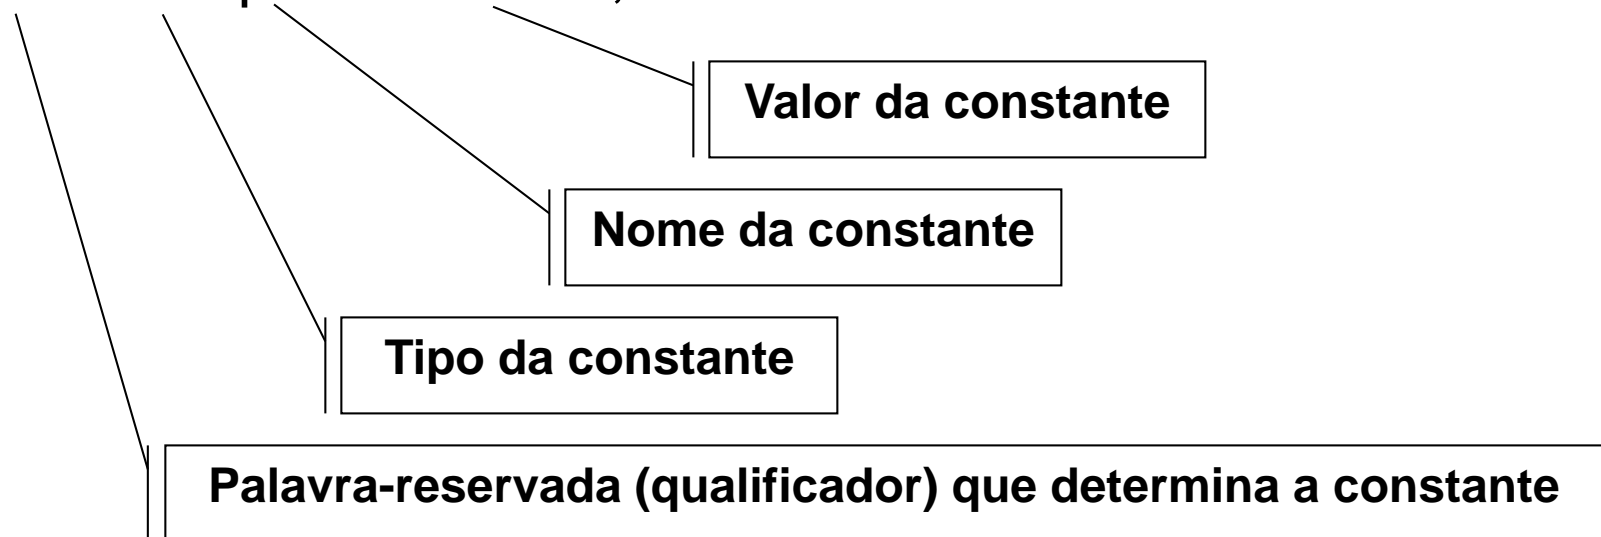 Valor da constante
Nome da constante
Tipo da constante
Palavra-reservada (qualificador) que determina a constante